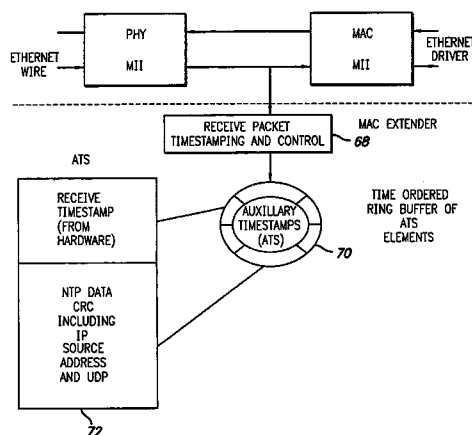 PHY
MII
MAC
MII
ETHERNET
WIRE
ETHERNET
DRIVER
RECEIVE PACKET
TIMESTAMPING AND CONTROL
68
MAC EXTENDER
ATS
RECEIVE
TIMESTAMP
(FROM
HARDWARE)
AUXILLARY
TIMESTAMPS
(ATS)
70
TIME ORDERED
RING BUFFER OF
ATS
ELEMENTS
NTP DATA
CRC
INCLUDING
IP
SOURCE
ADDRESS
AND UDP
72